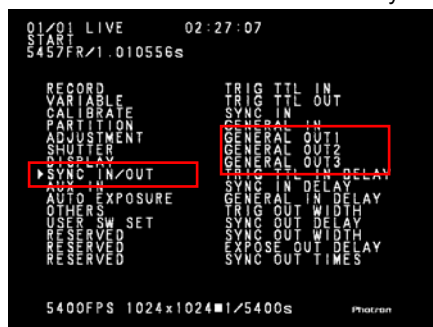 01/01 LIVE 02:27:07
START
5457FR/1.010556s
RECORD TRIG TTL IN
VARIABLE TRIG TTL OUT
CALIBRATE SYNC IN
PARTITION GENERAL IN
ADJUSTMENT GENERAL OUT1
SHUTTER GENERAL OUT2
DISPLAY GENERAL OUT3
▶SYNC IN/OUT TRIG TTL IN DELAY
AUX IN SYNC IN DELAY
AUTO EXPOSURE GENERAL IN DELAY
OTHERS TRIG OUT WIDTH
USER SW SET SYNC OUT DELAY
RESERVED SYNC OUT WIDTH
RESERVED EXPOSE OUT DELAY
RESERVED SYNC OUT TIMES
5400FPS 1024x1024■1/5400s Photron